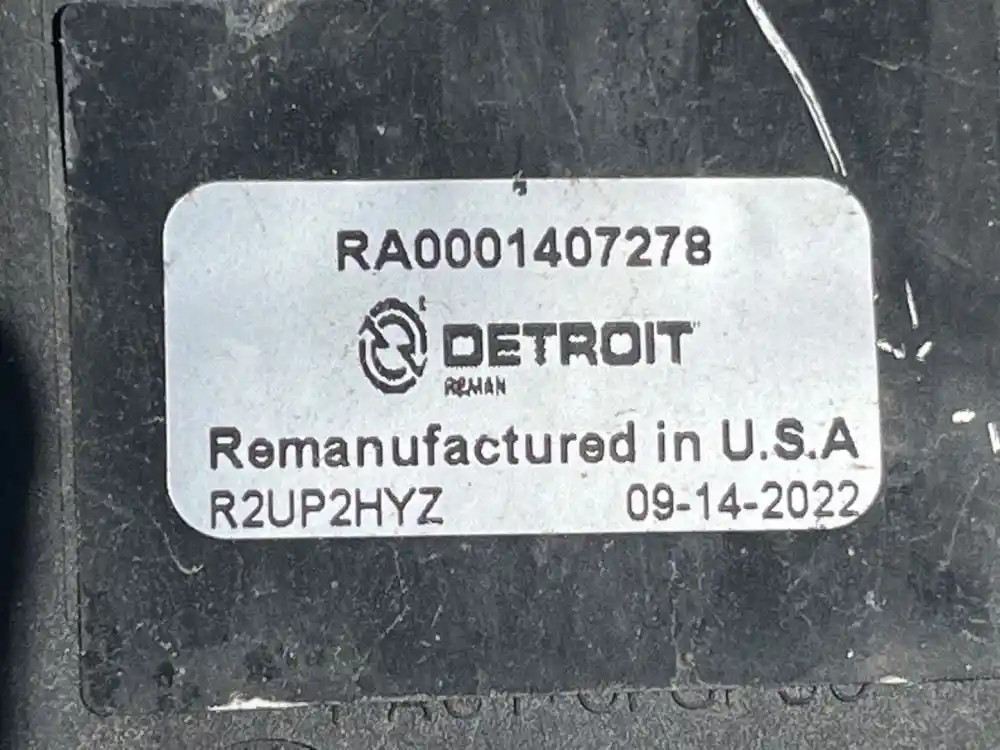 RA0001407278
DETROIT
REMAN
Remanufactured in U.S.A
R2UP2HYZ 09-14-2022